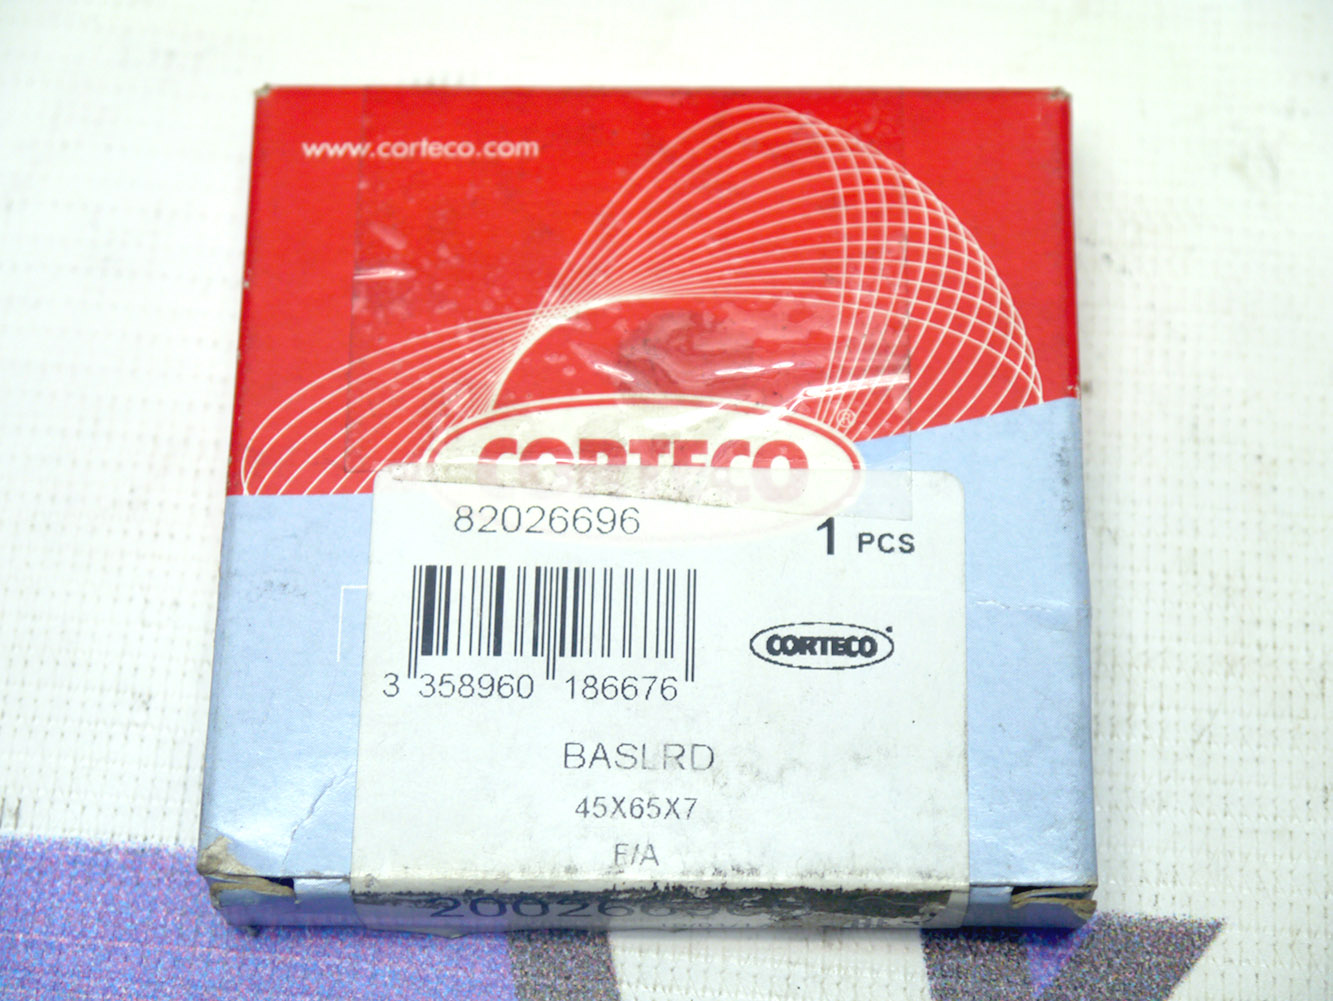 www.corteco.com
CORTECO ®
82026696
1 PCS
3 358960 186676
CORTECO
BASLRD
45X65X7